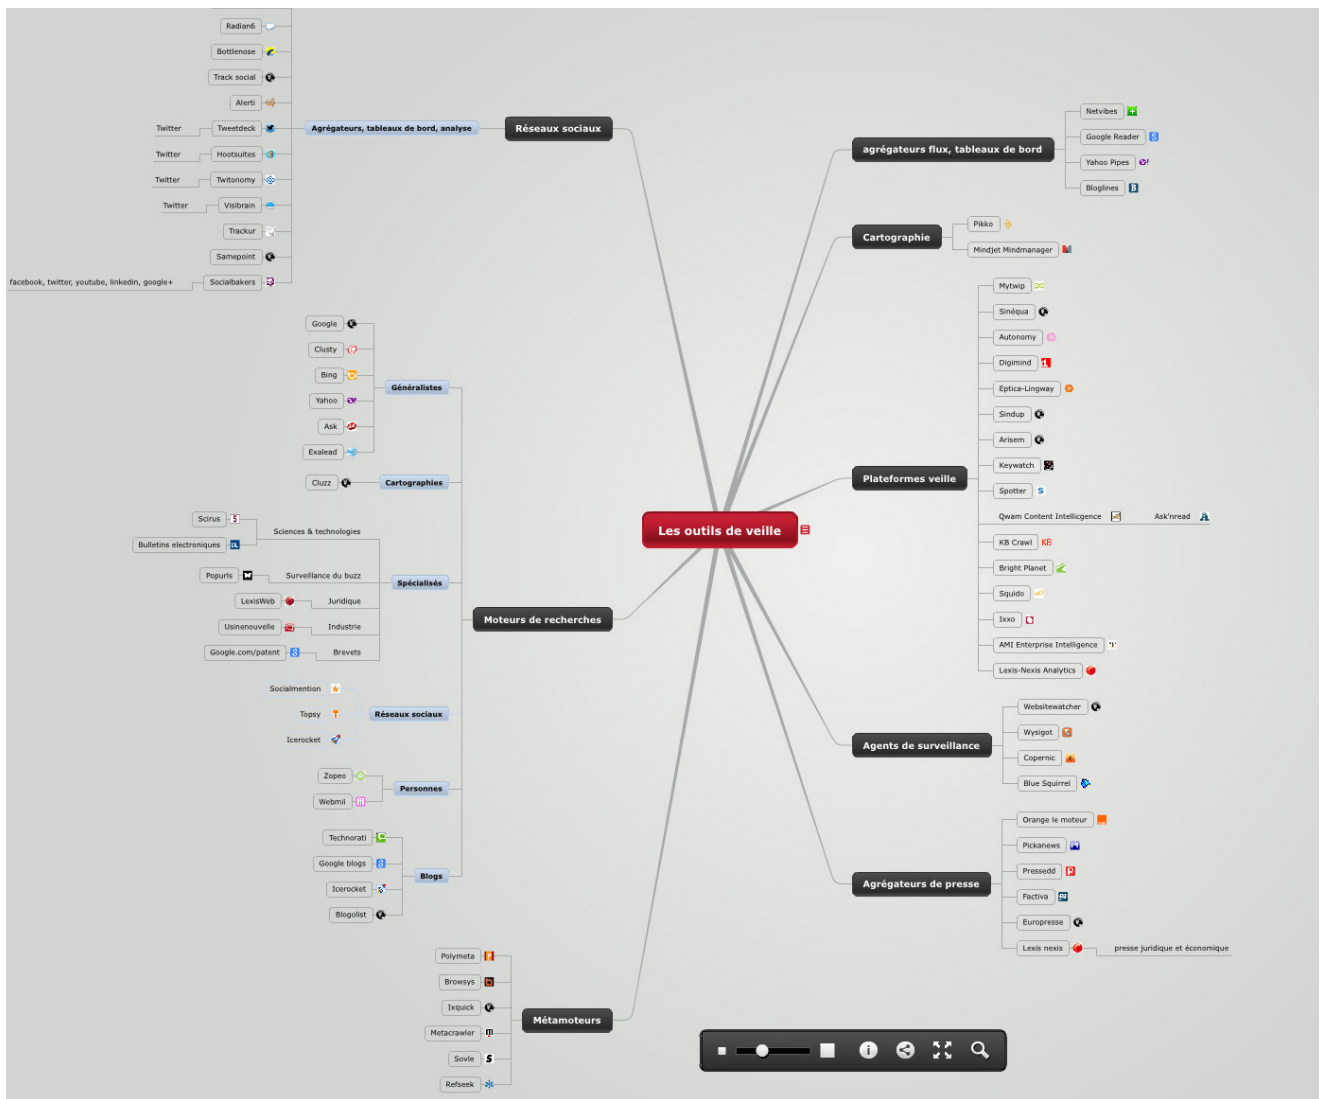 Radian6
Bottlenose
Track social
Alerti
Twitter Tweetdeck
Twitter Hootsuites
Twitter Twitonomy
Twitter Visibrain
Trackur
Samepoint
facebook, twitter, youtube, linkedin, google+ Socialbakers
Agrégateurs, tableaux de bord, analyse
Réseaux sociaux
Google
Clusty
Bing
Yahoo
Ask
Exalead
Généralistes
Cluzz
Cartographies
Scirus
Bulletins electroniques
Sciences & technologies
Popurls
Surveillance du buzz
LexisWeb
Juridique
Usinenouvelle
Industrie
Google.com/patent
Brevets
Spécialisés
Socialmention
Topsy
Icerocket
Réseaux sociaux
Zopeo
Webmii
Personnes
Technorati
Google blogs
Icerocket
Blogolist
Blogs
Moteurs de recherches
Polymeta
Browsys
Ixquick
Metacrawler
Sovle
Refseek
Métamoteurs
Les outils de veille
agrégateurs flux, tableaux de bord
Netvibes
Google Reader
Yahoo Pipes
Bloglines
Cartographie
Pikko
Mindjet Mindmanager
Plateformes veille
Mytwip
Sinéqua
Autonomy
Digimind
Eptica-Lingway
Sindup
Arisem
Keywatch
Spotter
Qwam Content Intellicgence Ask'nread
KB Crawl
Bright Planet
Squido
Ixxo
AMI Enterprise Intelligence
Lexis-Nexis Analytics
Agents de surveillance
Websitewatcher
Wysigot
Copernic
Blue Squirrel
Agrégateurs de presse
Orange le moteur
Pickanews
Pressedd
Factiva
Europresse
Lexis nexis presse juridique et économique